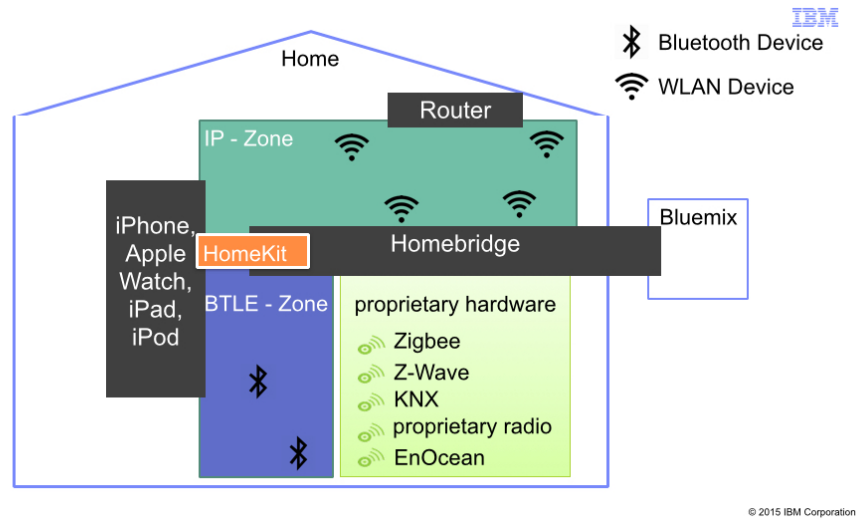 IBM
Home
Bluetooth Device
WLAN Device
Router
IP - Zone
iPhone,
Apple
Watch,
iPad,
iPod
HomeKit
Homebridge
Bluemix
BTLE - Zone
proprietary hardware
Zigbee
Z-Wave
KNX
proprietary radio
EnOcean
© 2015 IBM Corporation